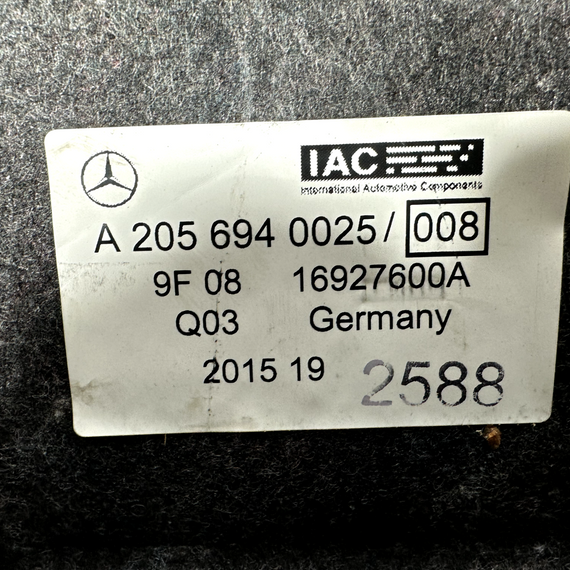 IAC
International Automotive Components
A 205 694 0025 / 008
9F 08 16927600A
Q03 Germany
2015 19 2588